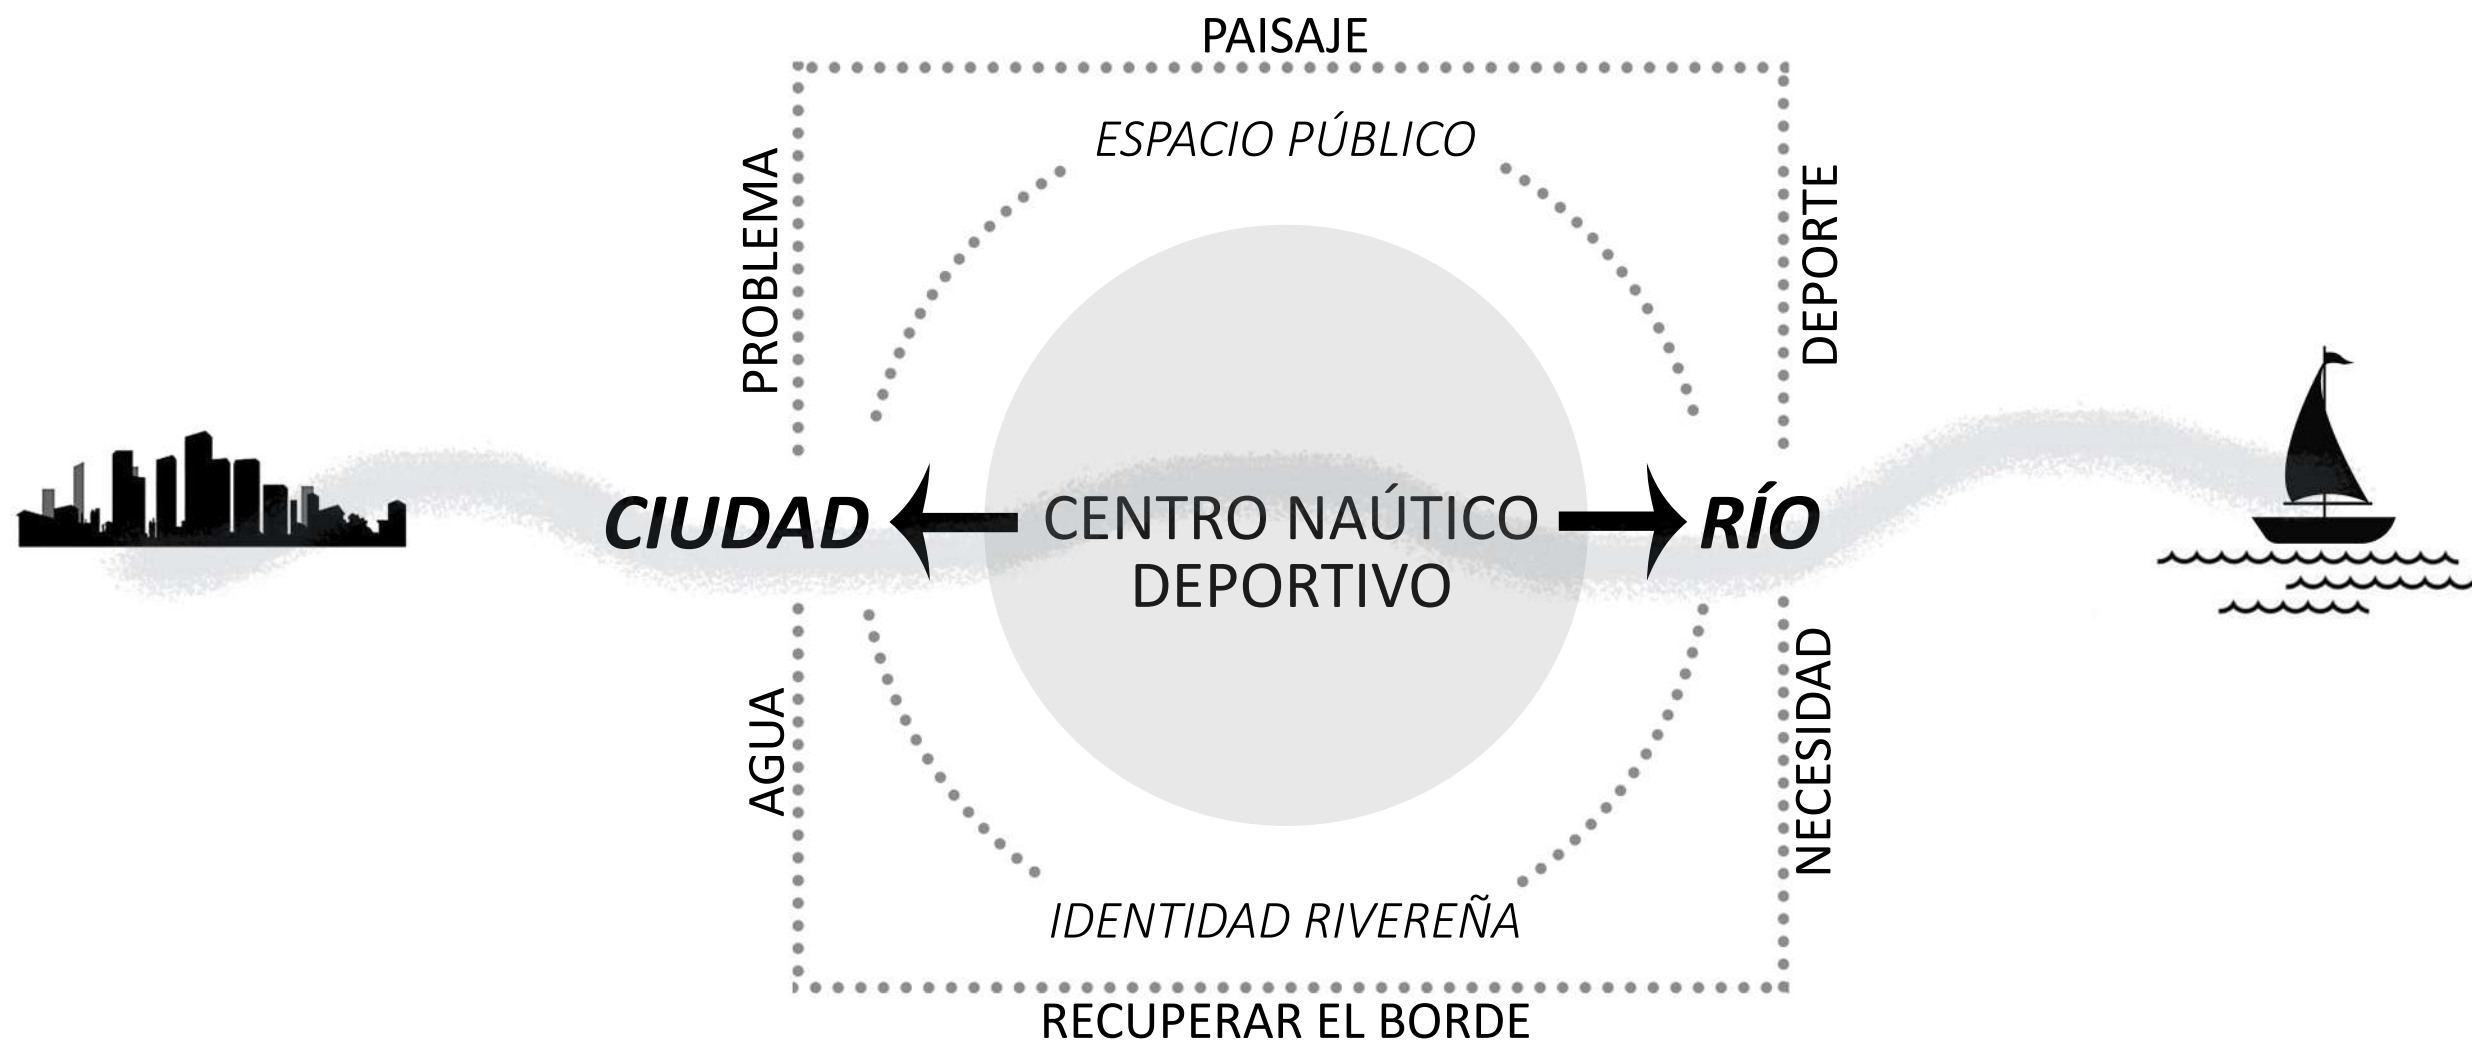 PAISAJE
ESPACIO PÚBLICO
PROBLEMA
DEPORTE
CIUDAD
CENTRO NAÚTICO
DEPORTIVO
RÍO
AGUA
NECESIDAD
IDENTIDAD RIVEREÑA
RECUPERAR EL BORDE